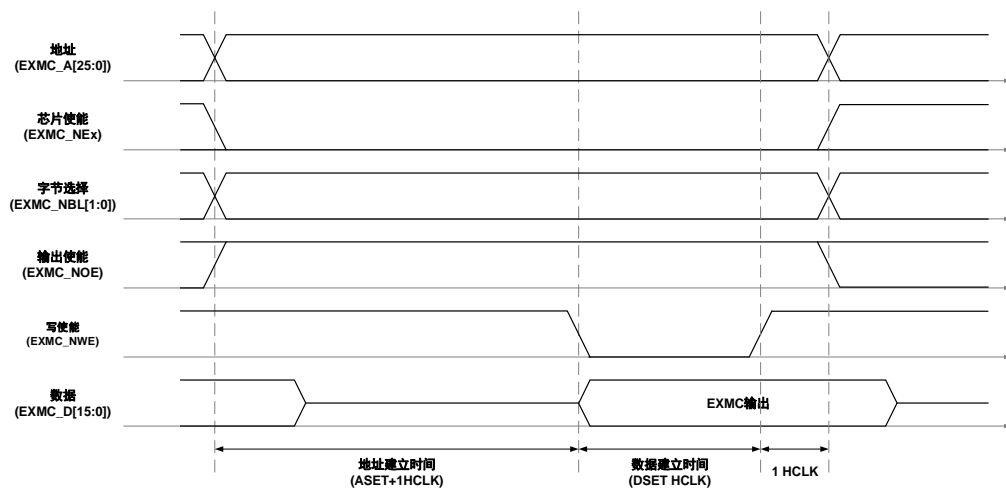 地址
(EXMC_A[25:0])
芯片使能
(EXMC_NEx)
字节选择
(EXMC_NBL[1:0])
输出使能
(EXMC_NOE)
写使能
(EXMC_NWE)
数据
(EXMC_D[15:0])
EXMC输出
地址建立时间
(ASET+1HCLK)
数据建立时间
(DSET HCLK)
1 HCLK